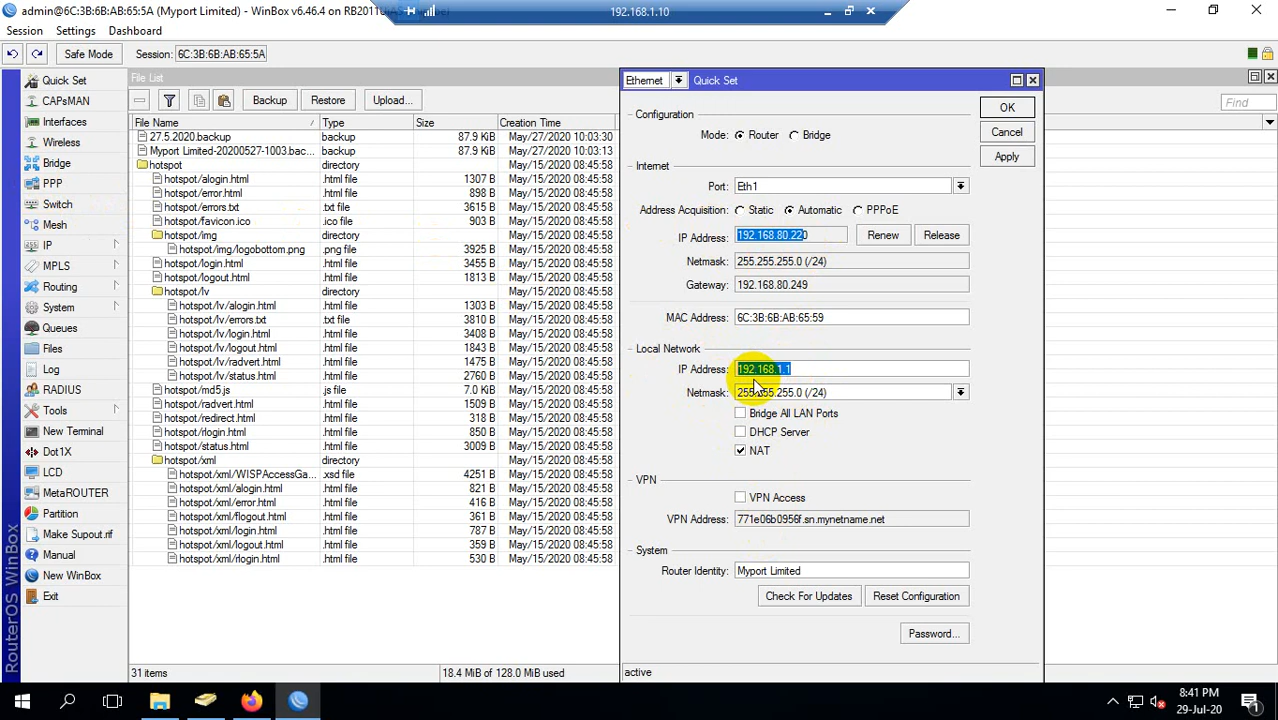 admin@6C:3B:6B:AB:65:5A (Myport Limited) - WinBox v6.46.4 on RB2011
192.168.1.10
Session Settings Dashboard
Safe Mode Session: 6C:3B:6B:AB:65:5A
Quick Set
CAPsMAN
Interfaces
Wireless
Bridge
PPP
Switch
Mesh
IP
MPLS
Routing
System
Queues
Files
Log
RADIUS
Tools
New Terminal
Dot1X
LCD
MetaROUTER
Partition
Make Supout.rif
Manual
New WinBox
Exit
RouterOS WinBox
File List
Backup Restore Upload... Find
File Name / Type Size Creation Time
27.5.2020.backup backup 87.9 KiB May/27/2020 10:03:30
Myport Limited-20200527-1003.bac... backup 87.9 KiB May/27/2020 10:03:13
hotspot directory May/15/2020 08:45:58
hotspot/alogin.html .html file 1307 B May/15/2020 08:45:58
hotspot/error.html .html file 898 B May/15/2020 08:45:58
hotspot/errors.txt .txt file 3615 B May/15/2020 08:45:58
hotspot/favicon.ico .ico file 903 B May/15/2020 08:45:58
hotspot/img directory May/15/2020 08:45:58
hotspot/img/logobottom.png .png file 3925 B May/15/2020 08:45:58
hotspot/login.html .html file 3455 B May/15/2020 08:45:58
hotspot/logout.html .html file 1813 B May/15/2020 08:45:58
hotspot/lv directory May/15/2020 08:45:58
hotspot/lv/alogin.html .html file 1303 B May/15/2020 08:45:58
hotspot/lv/errors.txt .txt file 3810 B May/15/2020 08:45:58
hotspot/lv/login.html .html file 3408 B May/15/2020 08:45:58
hotspot/lv/logout.html .html file 1843 B May/15/2020 08:45:58
hotspot/lv/radvert.html .html file 1475 B May/15/2020 08:45:58
hotspot/lv/status.html .html file 2760 B May/15/2020 08:45:58
hotspot/md5.js .js file 7.0 KiB May/15/2020 08:45:58
hotspot/radvert.html .html file 1509 B May/15/2020 08:45:58
hotspot/redirect.html .html file 418 B May/15/2020 08:45:58
hotspot/rlogin.html .html file 850 B May/15/2020 08:45:58
hotspot/status.html .html file 3009 B May/15/2020 08:45:58
hotspot/xml directory May/15/2020 08:45:58
hotspot/xml/WISPAccessGa... .xsd file 4251 B May/15/2020 08:45:58
hotspot/xml/alogin.html .html file 821 B May/15/2020 08:45:58
hotspot/xml/error.html .html file 416 B May/15/2020 08:45:58
hotspot/xml/flogout.html .html file 361 B May/15/2020 08:45:58
hotspot/xml/login.html .html file 787 B May/15/2020 08:45:58
hotspot/xml/logout.html .html file 359 B May/15/2020 08:45:58
hotspot/xml/rlogin.html .html file 530 B May/15/2020 08:45:58
31 items 18.4 MiB of 128.0 MiB used
Ethernet Quick Set
Configuration
Mode: Router Bridge
Internet
Port: Eth1
Address Acquisition: Static Automatic PPPoE
IP Address: 192.168.80.220 Renew Release
Netmask: 255.255.255.0 (/24)
Gateway: 192.168.80.249
MAC Address: 6C:3B:6B:AB:65:59
Local Network
IP Address: 192.168.1.1
Netmask: 255.255.255.0 (/24)
Bridge All LAN Ports
DHCP Server
NAT
VPN
VPN Access
VPN Address: 771e06b0956f.sn.mynetname.net
System
Router Identity: Myport Limited
Check For Updates Reset Configuration
Password...
active
OK
Cancel
Apply
8:41 PM
29-Jul-20
1